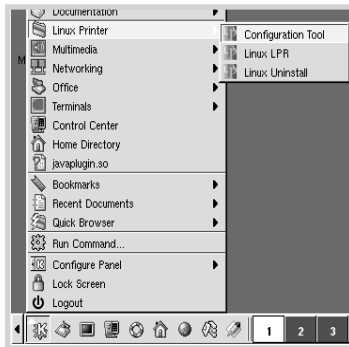 Documentation
Linux Printer
Configuration Tool
Multimedia
Linux LPR
M
Networking
Linux Uninstall
Office
Terminals
Control Center
Home Directory
javaplugin.so
Bookmarks
Recent Documents
Quick Browser
Run Command...
Configure Panel
Lock Screen
Logout
1 2 3